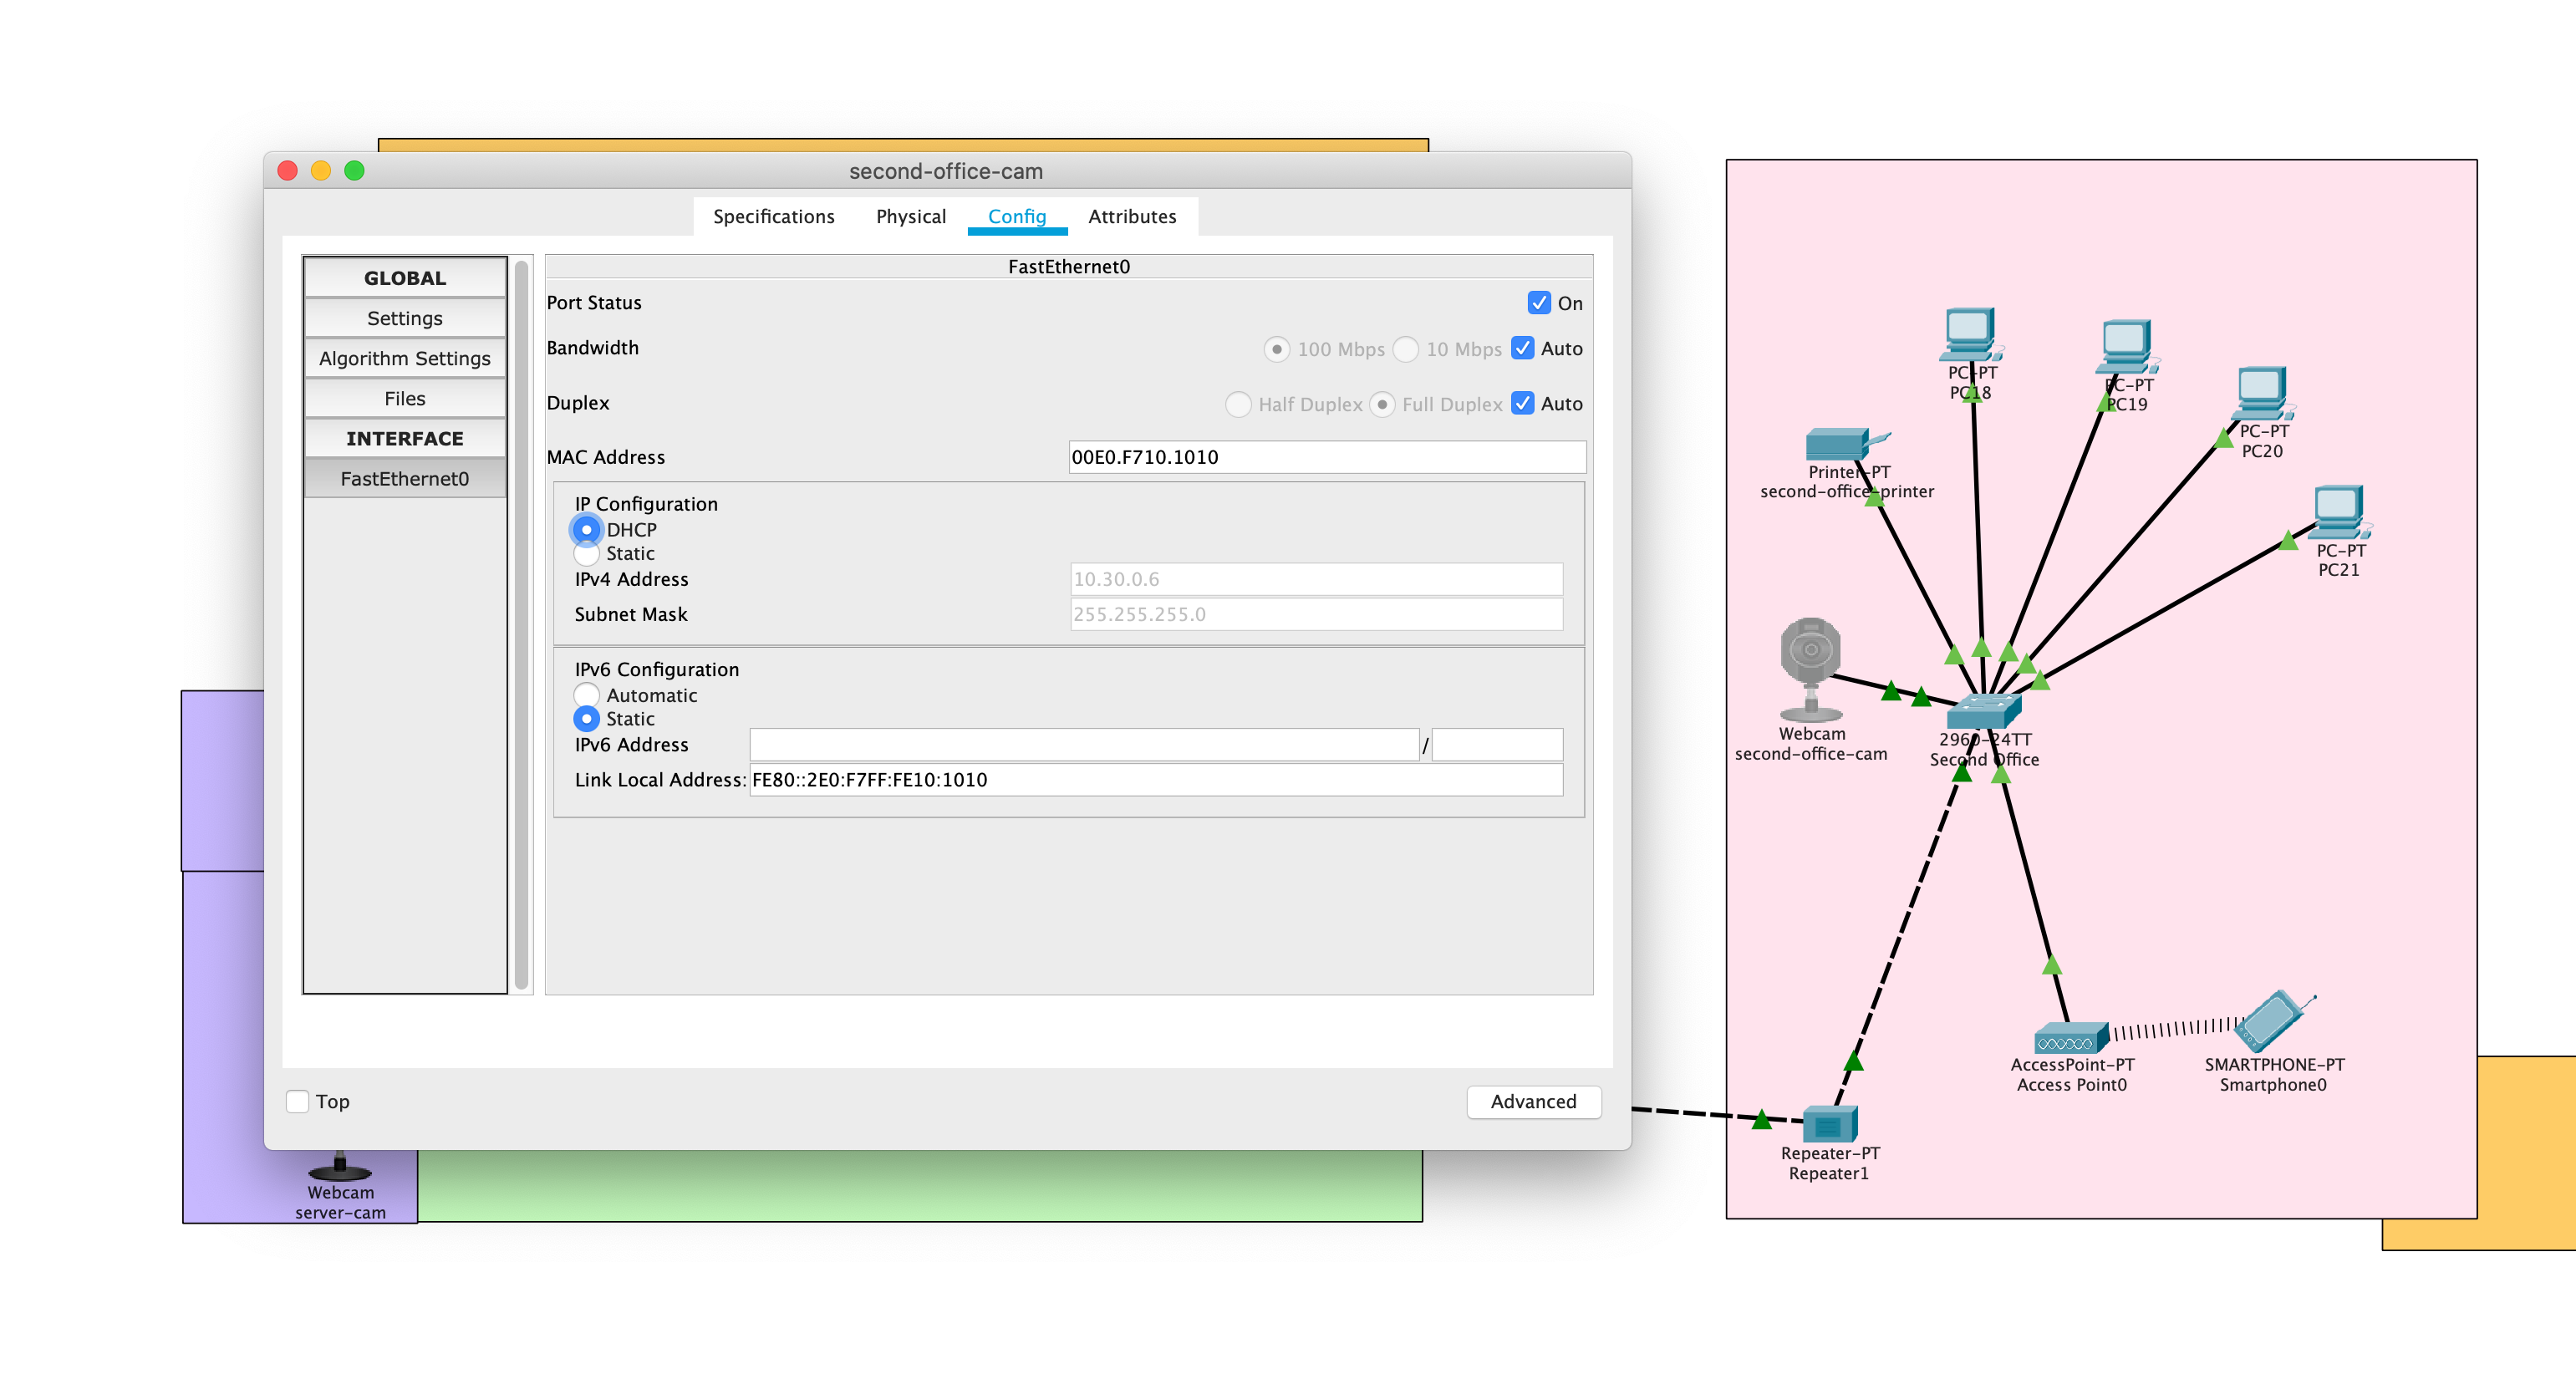 second-office-cam
Specifications Physical Config Attributes
GLOBAL
Settings
Algorithm Settings
Files
INTERFACE
FastEthernet0
FastEthernet0
Port Status On
Bandwidth 100 Mbps 10 Mbps Auto
Duplex Half Duplex Full Duplex Auto
MAC Address 00E0.F710.1010
IP Configuration
DHCP
Static
IPv4 Address 10.30.0.6
Subnet Mask 255.255.255.0
IPv6 Configuration
Automatic
Static
IPv6 Address /
Link Local Address: FE80::2E0:F7FF:FE10:1010
Top Advanced
Webcam
server-cam
PC-PT
PC18
PC-PT
PC19
PC-PT
PC20
Printer-PT
second-office-printer
PC-PT
PC21
Webcam
second-office-cam
2960-24TT
Second Office
AccessPoint-PT
Access Point0
SMARTPHONE-PT
Smartphone0
Repeater-PT
Repeater1